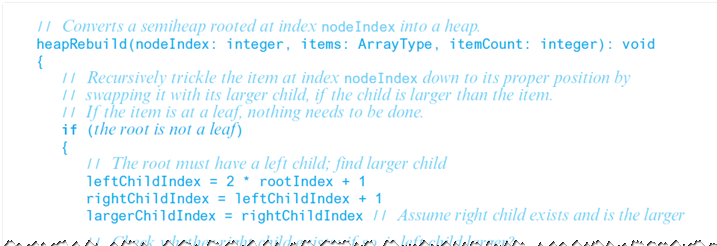 // Converts a semiheap rooted at index nodeIndex into a heap.
heapRebuild(nodeIndex: integer, items: ArrayType, itemCount: integer): void
{
// Recursively trickle the item at index nodeIndex down to its proper position by
// swapping it with its larger child, if the child is larger than the item.
// If the item is at a leaf, nothing needs to be done.
if (the root is not a leaf)
{
// The root must have a left child; find larger child
leftChildIndex = 2 * rootIndex + 1
rightChildIndex = leftChildIndex + 1
largerChildIndex = rightChildIndex // Assume right child exists and is the larger